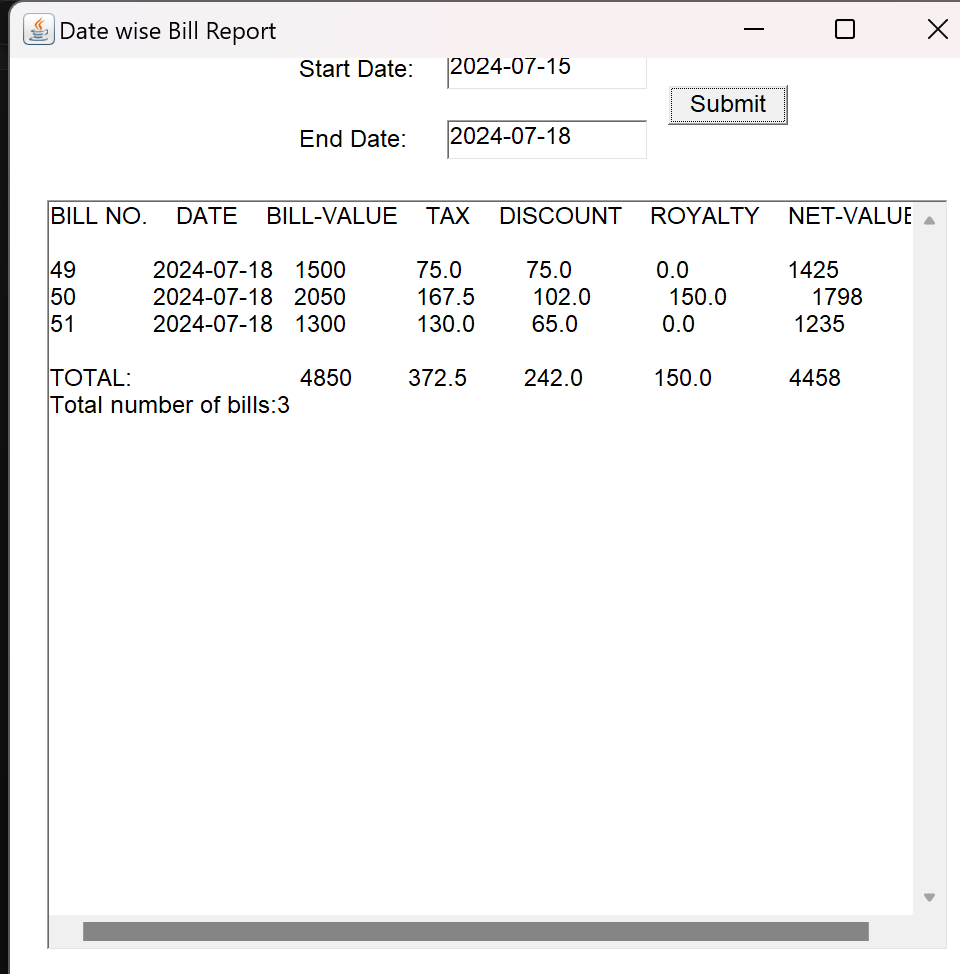 Date wise Bill Report
Start Date: 2024-07-15
Submit
End Date: 2024-07-18
BILL NO. DATE BILL-VALUE TAX DISCOUNT ROYALTY NET-VALUE
49 2024-07-18 1500 75.0 75.0 0.0 1425
50 2024-07-18 2050 167.5 102.0 150.0 1798
51 2024-07-18 1300 130.0 65.0 0.0 1235
TOTAL: 4850 372.5 242.0 150.0 4458
Total number of bills:3